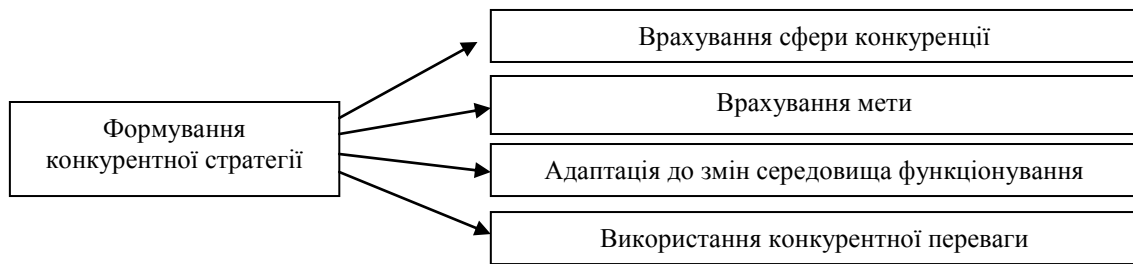 Врахування сфери конкуренції
Врахування мети
Формування
конкурентної стратегії
Адаптація до змін середовища функціонування
Використання конкурентної переваги